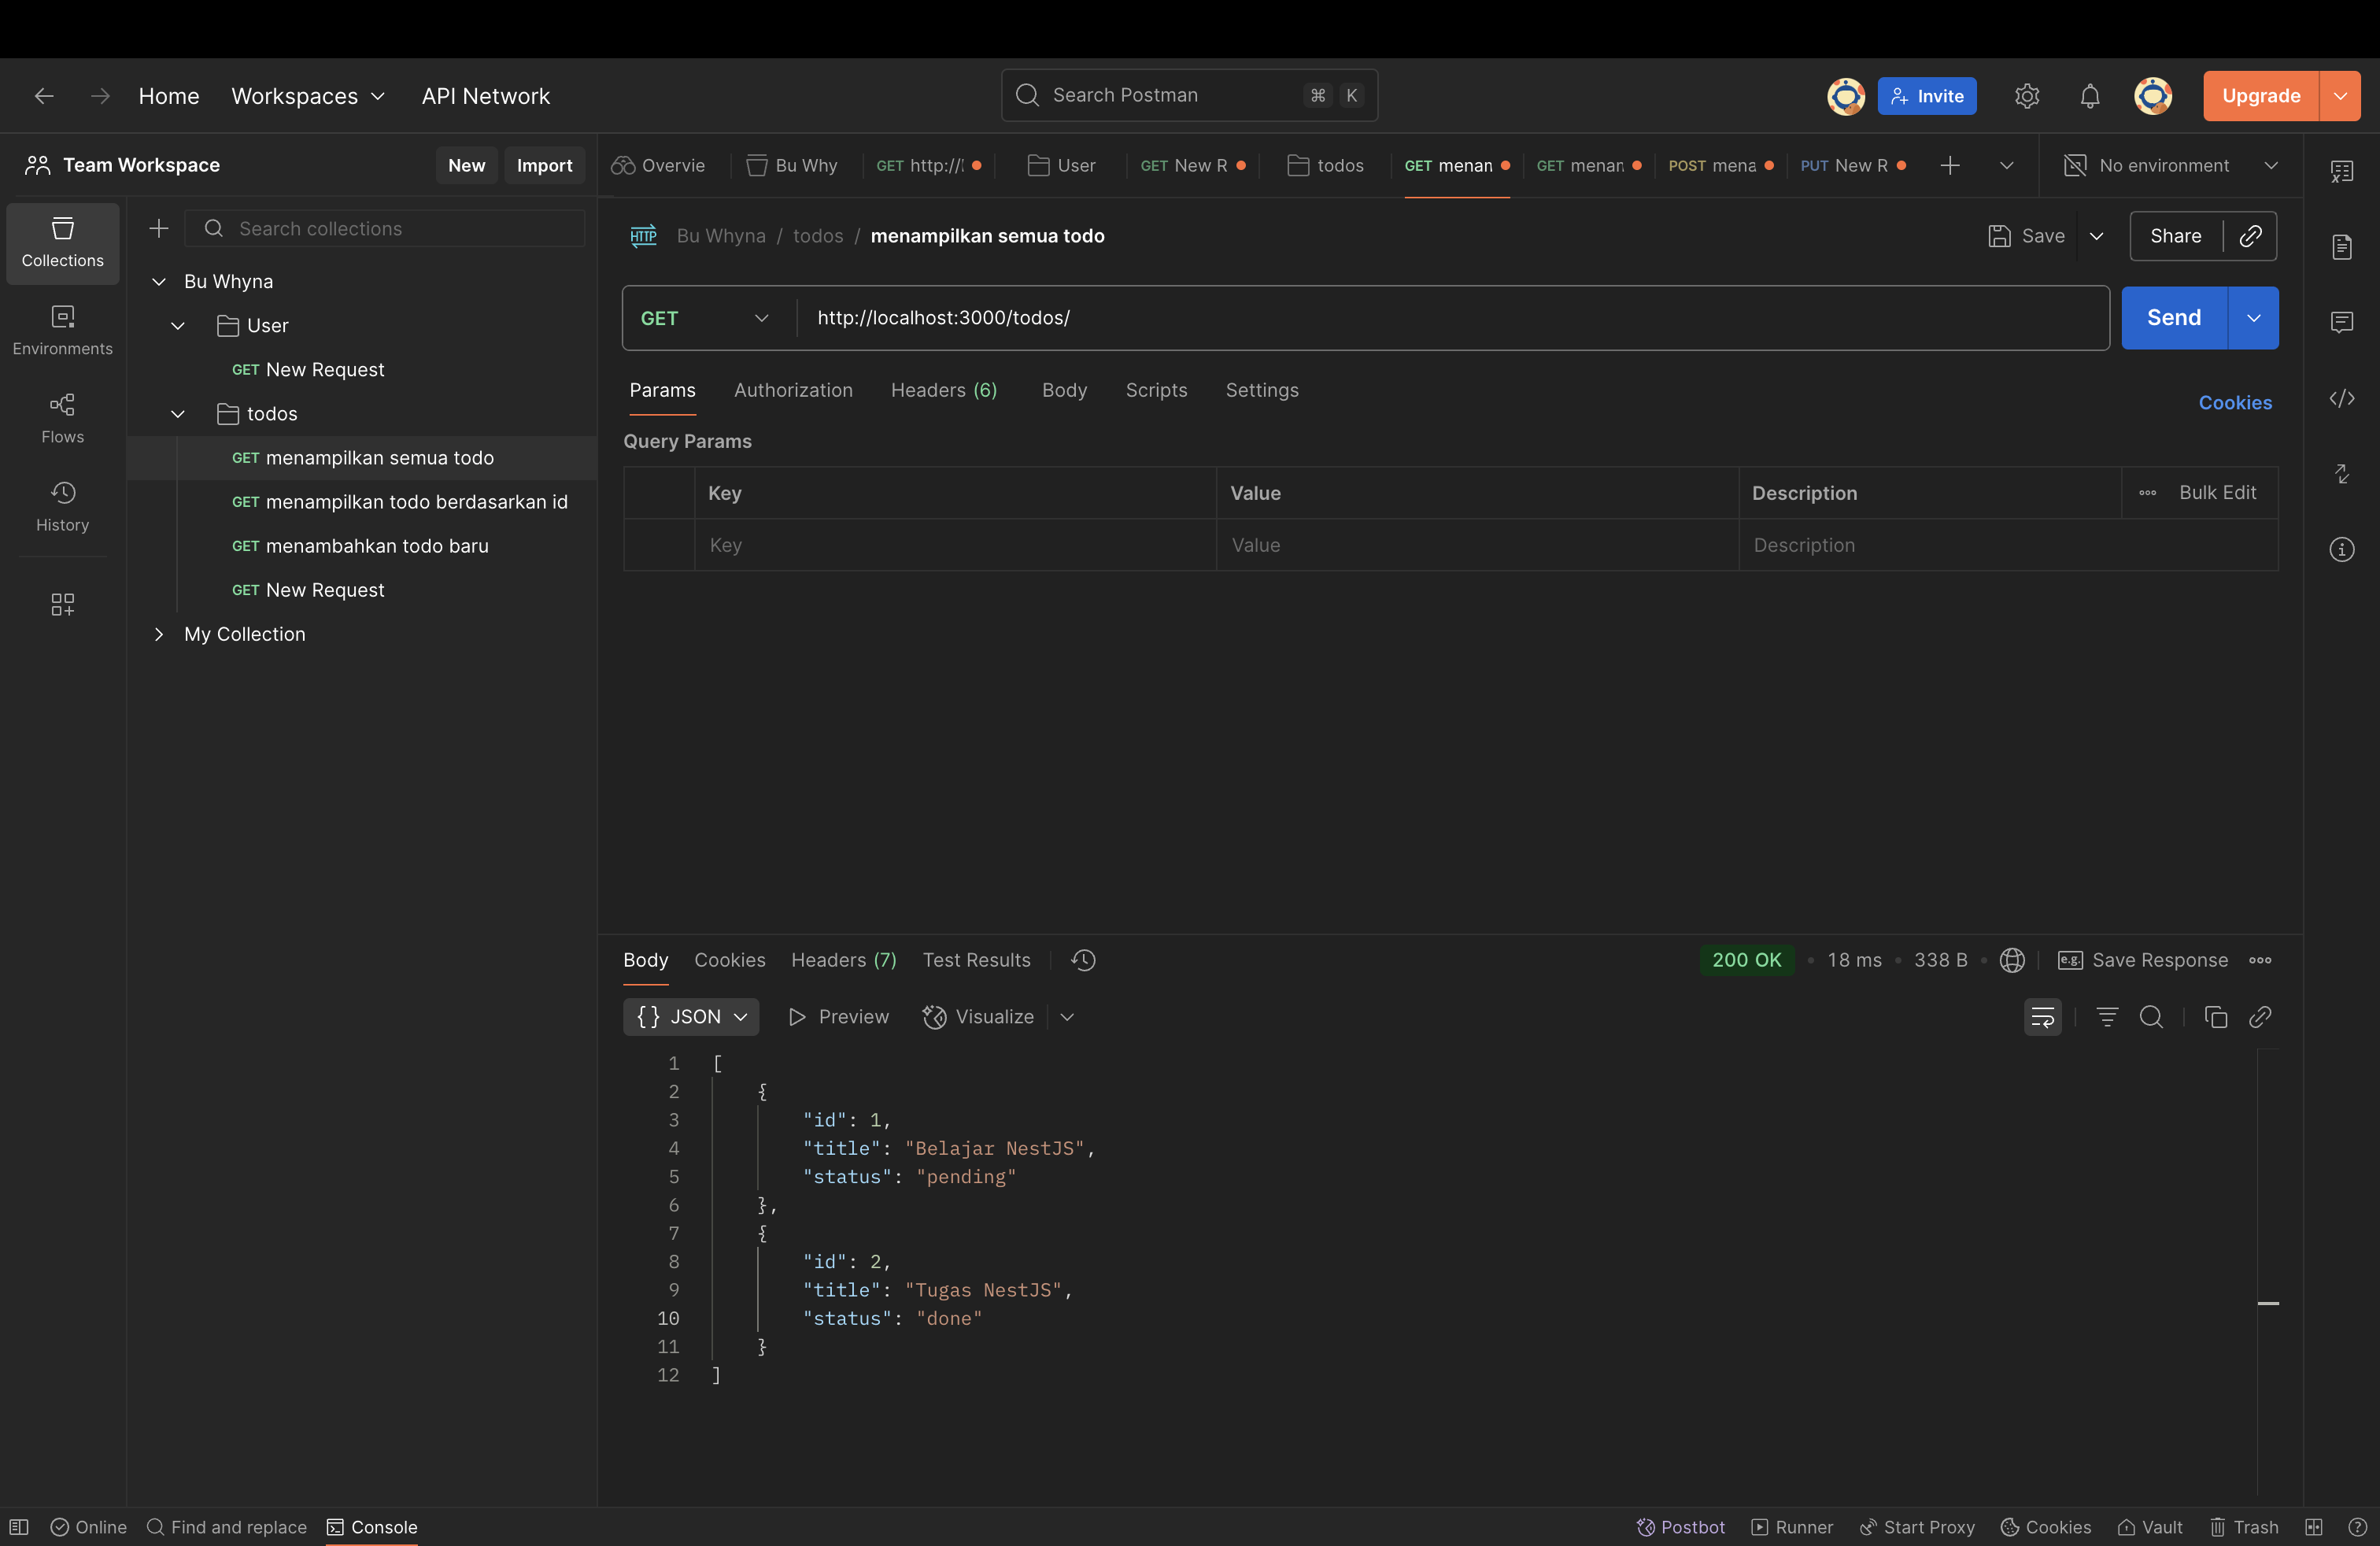 Home Workspaces API Network Search Postman ⌘ K Invite Upgrade
Team Workspace New Import Overvie Bu Why GET http://l User GET New R todos GET menan GET menan POST mena PUT New R No environment
Collections
Environments
Flows
History
Search collections
Bu Whyna
User
GET New Request
todos
GET menampilkan semua todo
GET menampilkan todo berdasarkan id
GET menambahkan todo baru
GET New Request
My Collection
HTTP Bu Whyna / todos / menampilkan semua todo Save Share
GET http://localhost:3000/todos/ Send
Params Authorization Headers (6) Body Scripts Settings Cookies
Query Params
Key Value Description Bulk Edit
Key Value Description
Body Cookies Headers (7) Test Results 200 OK 18 ms 338 B e.g. Save Response
{} JSON Preview Visualize
1 [
2 {
3 "id": 1,
4 "title": "Belajar NestJS",
5 "status": "pending"
6 },
7 {
8 "id": 2,
9 "title": "Tugas NestJS",
10 "status": "done"
11 }
12 ]
Online Find and replace Console Postbot Runner Start Proxy Cookies Vault Trash